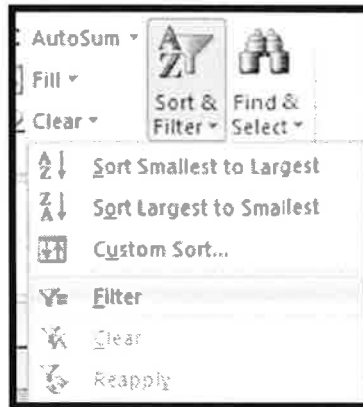 AutoSum
Fill
Clear
Sort &
Filter
Find &
Select
Sort Smallest to Largest
Sort Largest to Smallest
Custom Sort...
Filter
Clear
Reapply